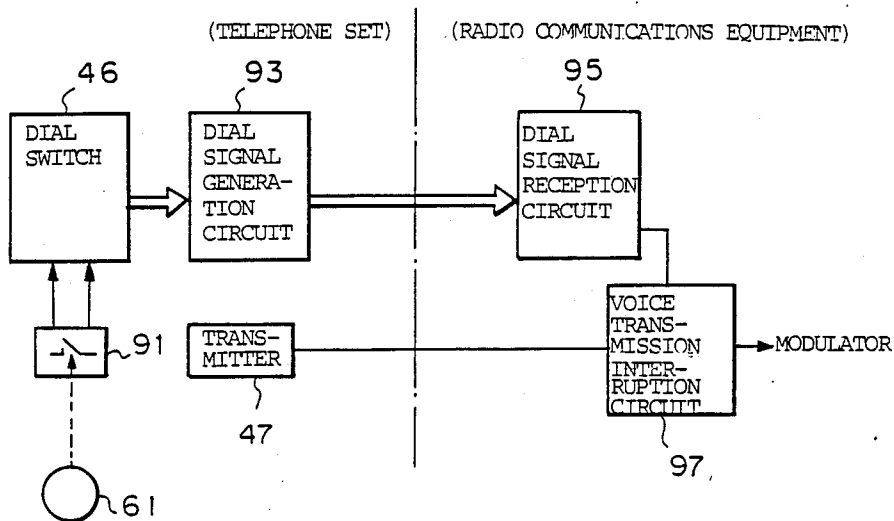 (TELEPHONE SET)
(RADIO COMMUNICATIONS EQUIPMENT)
46
93
95
DIAL
SWITCH
DIAL
SIGNAL
GENERA-
TION
CIRCUIT
DIAL
SIGNAL
RECEPTION
CIRCUIT
91
TRANS-
MITTER
47
VOICE
TRANS-
MISSION
INTER-
RUPTION
CIRCUIT
MODULATOR
97
61